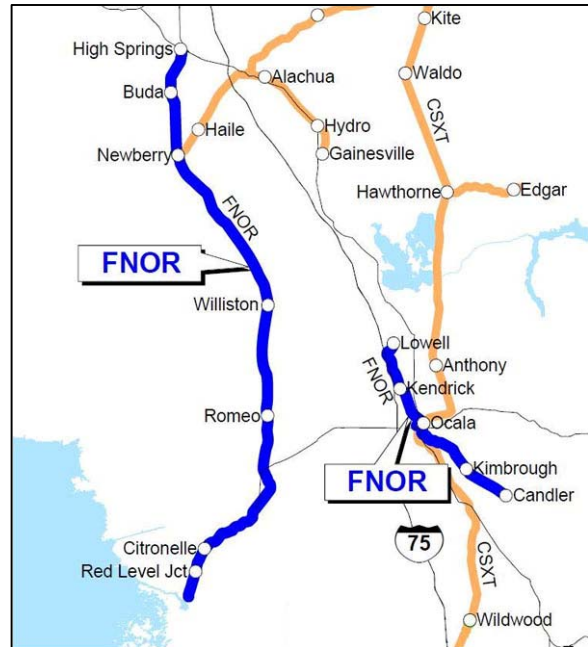 Kite
High Springs
Waldo
Alachua
Buda
CSXT
Haile
Hydro
Newberry
Gainesville
Hawthorne
Edgar
FNOR
FNOR
Williston
Lowell
Anthony
FNOR
Kendrick
Romeo
Ocala
Kimbrough
FNOR
Candler
75
Citronelle
CSXT
Red Level Jct
Wildwood